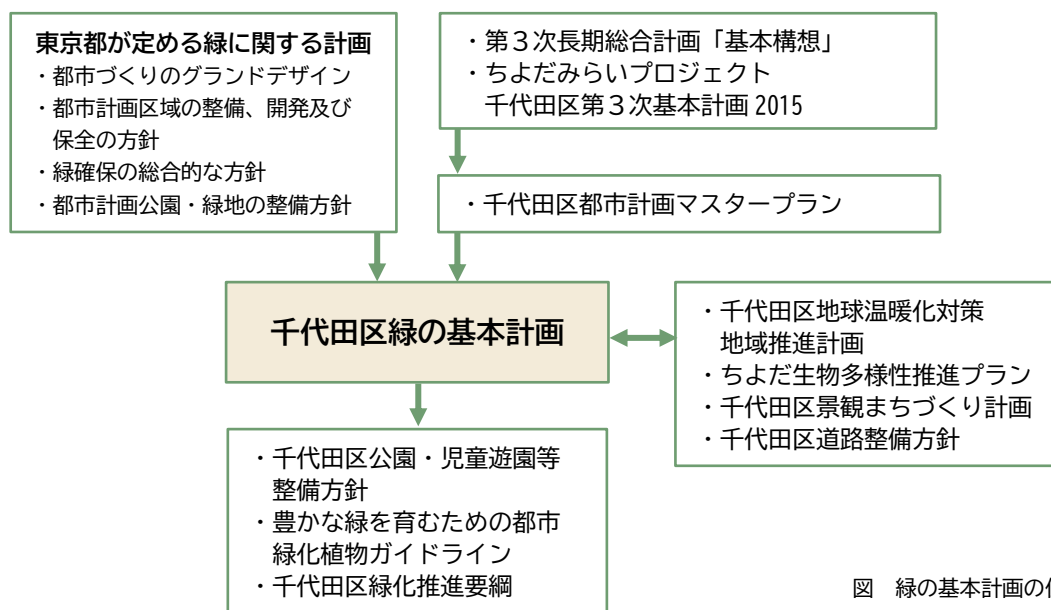 東京都が定める緑に関する計画
・都市づくりのグランドデザイン
・都市計画区域の整備、開発及び
保全の方針
・緑確保の総合的な方針
・都市計画公園・緑地の整備方針
・第３次長期総合計画「基本構想」
・ちよだみらいプロジェクト
千代田区第３次基本計画 2015
・千代田区都市計画マスタープラン
千代田区緑の基本計画
・千代田区地球温暖化対策
地域推進計画
・ちよだ生物多様性推進プラン
・千代田区景観まちづくり計画
・千代田区道路整備方針
・千代田区公園・児童遊園等
整備方針
・豊かな緑を育むための都市
緑化植物ガイドライン
・千代田区緑化推進要綱
図　緑の基本計画の